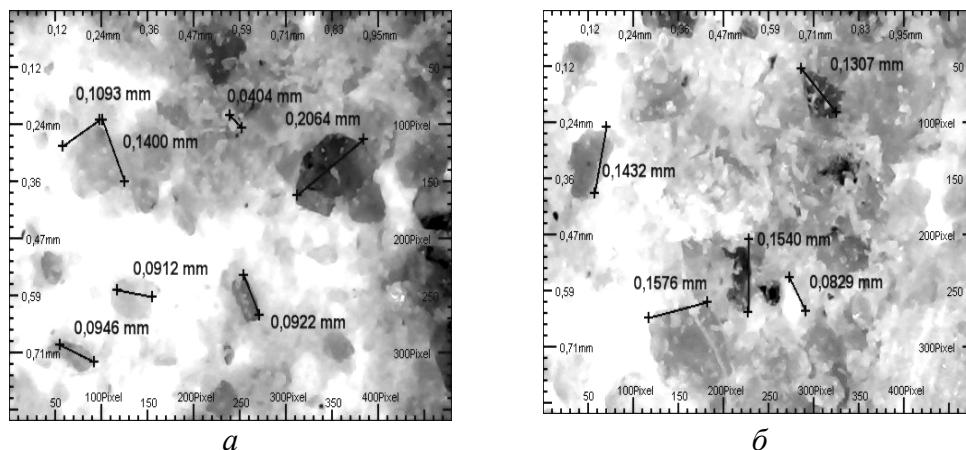 0,12 0,24mm 0,36 0,47mm 0,59 0,71mm 0,83 0,95mm
0,12 50
0,1093 mm 0,0404 mm
0,24mm 100Pixel
0,2064 mm
0,1400 mm
0,36 150
0,47mm 200Pixel
0,0912 mm
0,59 250
0,0922 mm
0,0946 mm
0,71mm 300Pixel
50 100Pixel 150 200Pixel 250 300Pixel 350 400Pixel
а
0,12 0,24mm 0,36 0,47mm 0,59 0,71mm 0,83 0,95mm
0,12 50
0,1307 mm
0,24mm 100Pixel
0,1432 mm
0,36 150
0,47mm 200Pixel
0,1540 mm
0,1576 mm 0,0829 mm
0,59 250
0,71mm 300Pixel
50 100Pixel 150 200Pixel 250 300Pixel 350 400Pixel
б